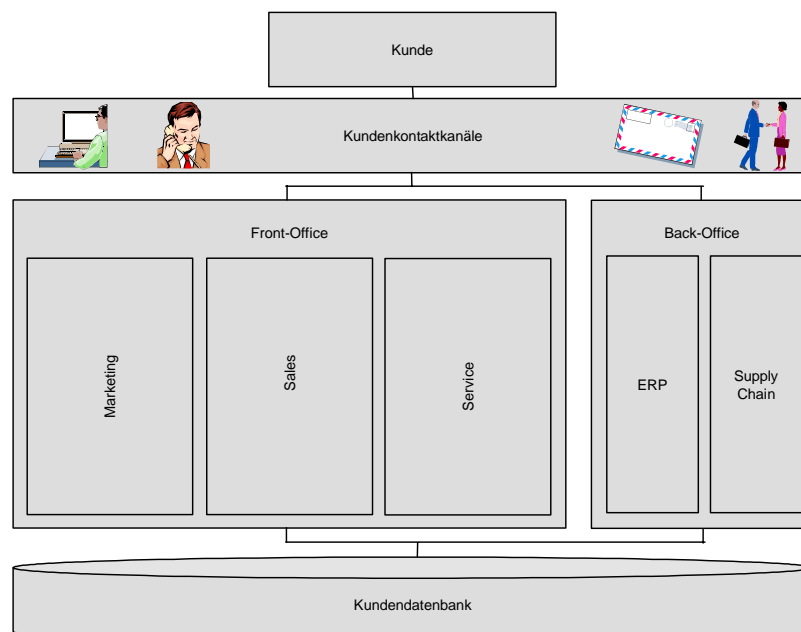 Kunde
Kundenkontaktkanäle
Front-Office
Back-Office
Marketing
Sales
Service
ERP
Supply
Chain
Kundendatenbank